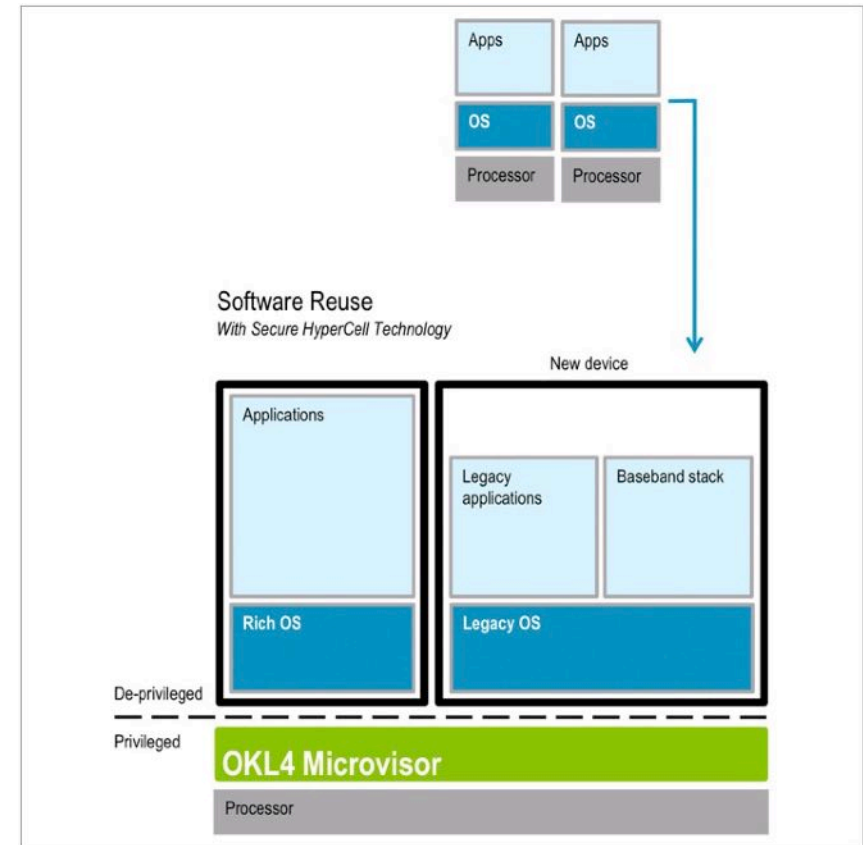 Apps
Apps
OS
OS
Processor
Processor
Software Reuse
With Secure HyperCell Technology
New device
Applications
Legacy
applications
Baseband stack
Rich OS
Legacy OS
De-privileged
Privileged
OKL4 Microvisor
Processor